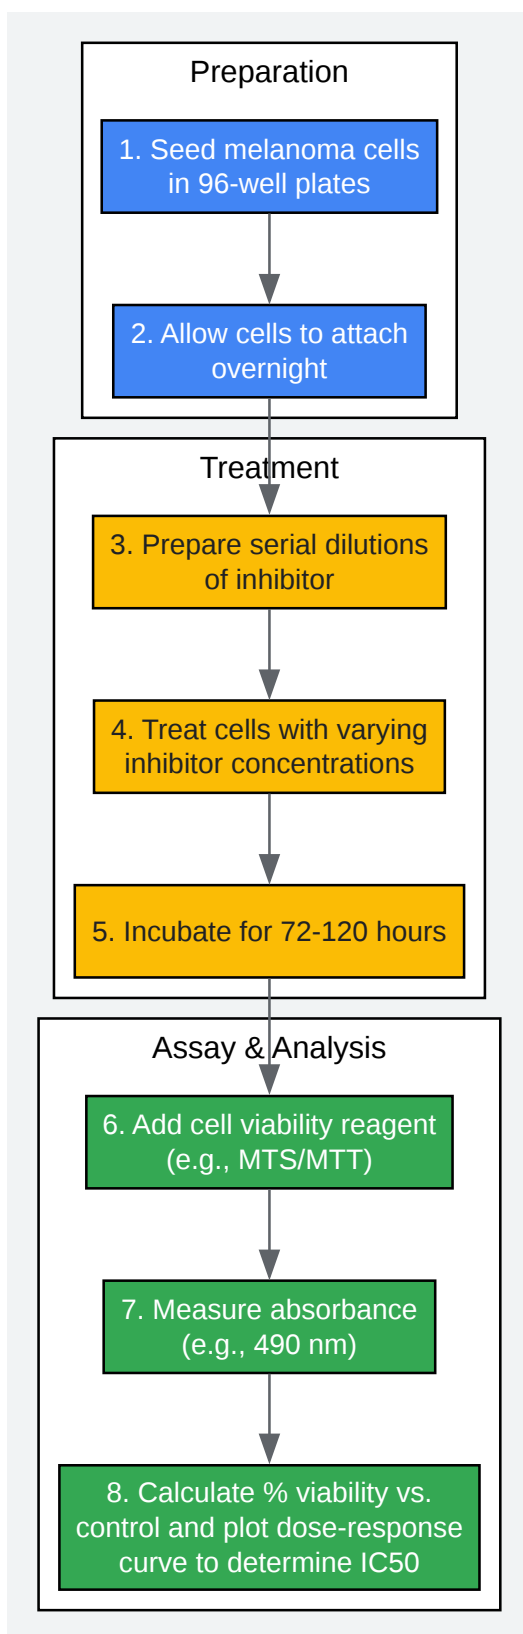 Preparation
1. Seed melanoma cells
in 96-well plates
2. Allow cells to attach
overnight
Treatment
3. Prepare serial dilutions
of inhibitor
4. Treat cells with varying
inhibitor concentrations
5. Incubate for 72-120 hours
Assay & Analysis
6. Add cell viability reagent
(e.g., MTS/MTT)
7. Measure absorbance
(e.g., 490 nm)
8. Calculate % viability vs.
control and plot dose-response
curve to determine IC50